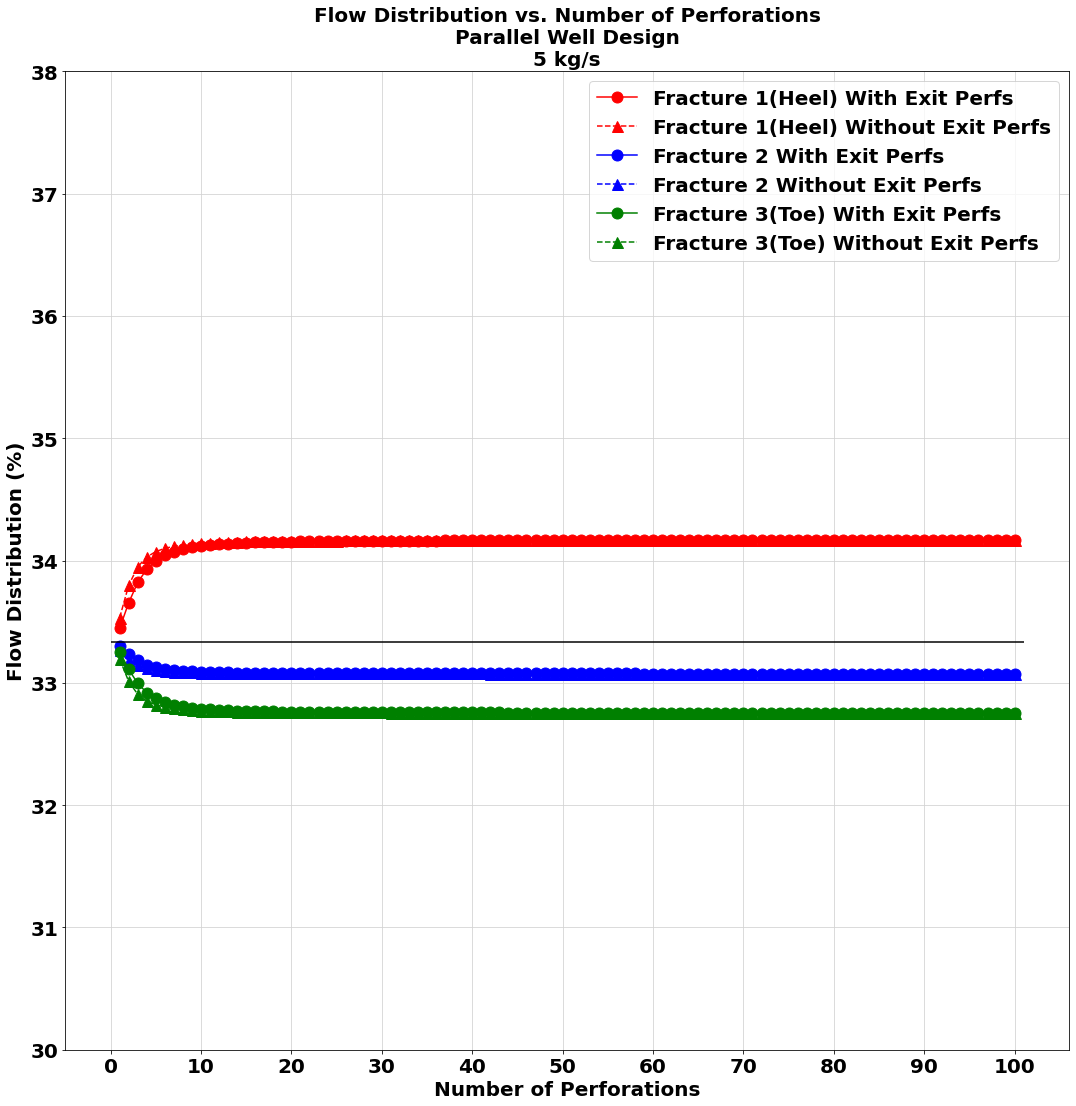 Flow Distribution vs. Number of Perforations
Parallel Well Design
5 kg/s
Fracture 1(Heel) With Exit Perfs
Fracture 1(Heel) Without Exit Perfs
Fracture 2 With Exit Perfs
Fracture 2 Without Exit Perfs
Fracture 3(Toe) With Exit Perfs
Fracture 3(Toe) Without Exit Perfs
Flow Distribution (%)
38
37
36
35
34
33
32
31
30
0 10 20 30 40 50 60 70 80 90 100
Number of Perforations